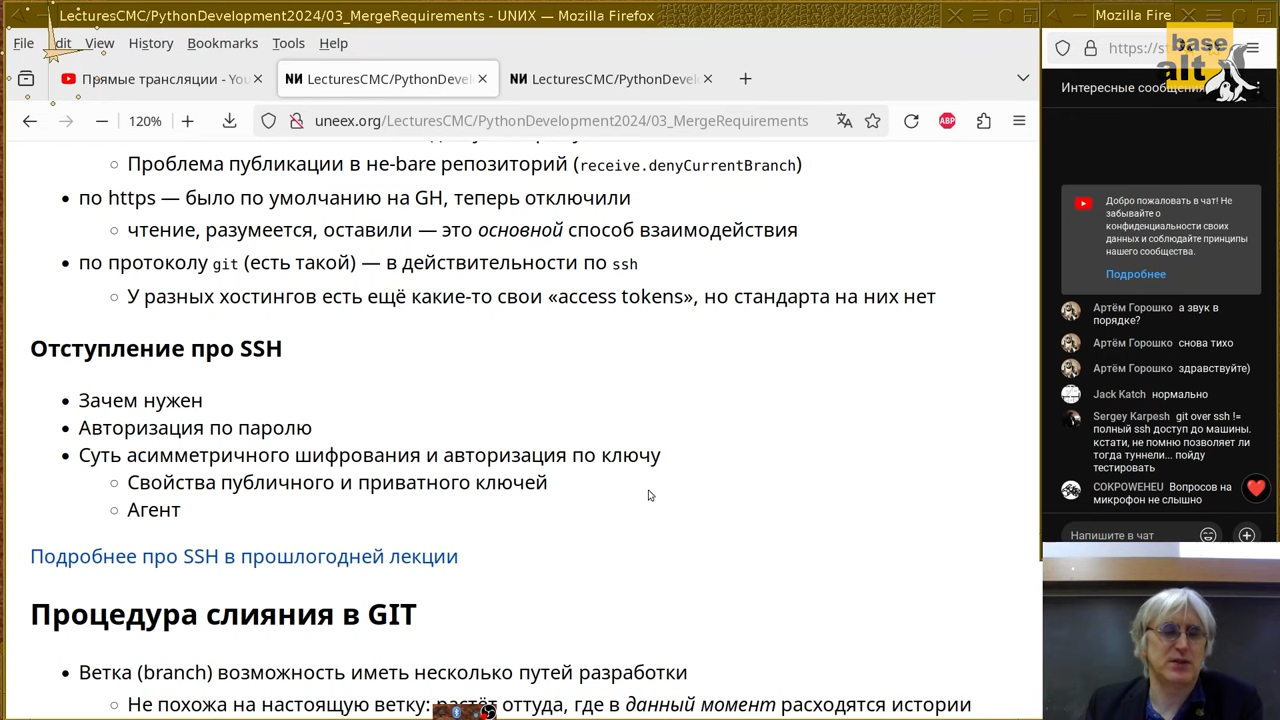 LecturesCMC/PythonDevelopment2024/03_MergeRequirements - UNИX — Mozilla Firefox
Mozilla Fire
File Edit View History Bookmarks Tools Help
base
alt
https://s
Прямые трансляции - You
NИ LecturesCMC/PythonDevel
NИ LecturesCMC/PythonDevel
Интересные сообщения
120%
uneex.org/LecturesCMC/PythonDevelopment2024/03_MergeRequirements
ABP
Проблема публикации в не-bare репозиторий (receive.denyCurrentBranch)
по https — было по умолчанию на GH, теперь отключили
чтение, разумеется, оставили — это основной способ взаимодействия
по протоколу git (есть такой) — в действительности по ssh
У разных хостингов есть ещё какие-то свои «access tokens», но стандарта на них нет
Отступление про SSH
Зачем нужен
Авторизация по паролю
Суть асимметричного шифрования и авторизация по ключу
Свойства публичного и приватного ключей
Агент
Подробнее про SSH в прошлогодней лекции
Процедура слияния в GIT
Ветка (branch) возможность иметь несколько путей разработки
Не похожа на настоящую ветку: растёт оттуда, где в данный момент расходятся истории
Добро пожаловать в чат! Не
забывайте о
конфиденциальности своих
данных и соблюдайте принципы
нашего сообщества.
Подробнее
Артём Горошко а звук в
порядке?
Артём Горошко снова тихо
Артём Горошко здравствуйте)
Jack Katch нормально
Sergey Karpesh git over ssh !=
полный ssh доступ до машины.
кстати, не помню позволяет ли
тогда туннели... пойду
тестировать
COKPOWEHEU Вопросов на
микрофон не слышно
Напишите в чат